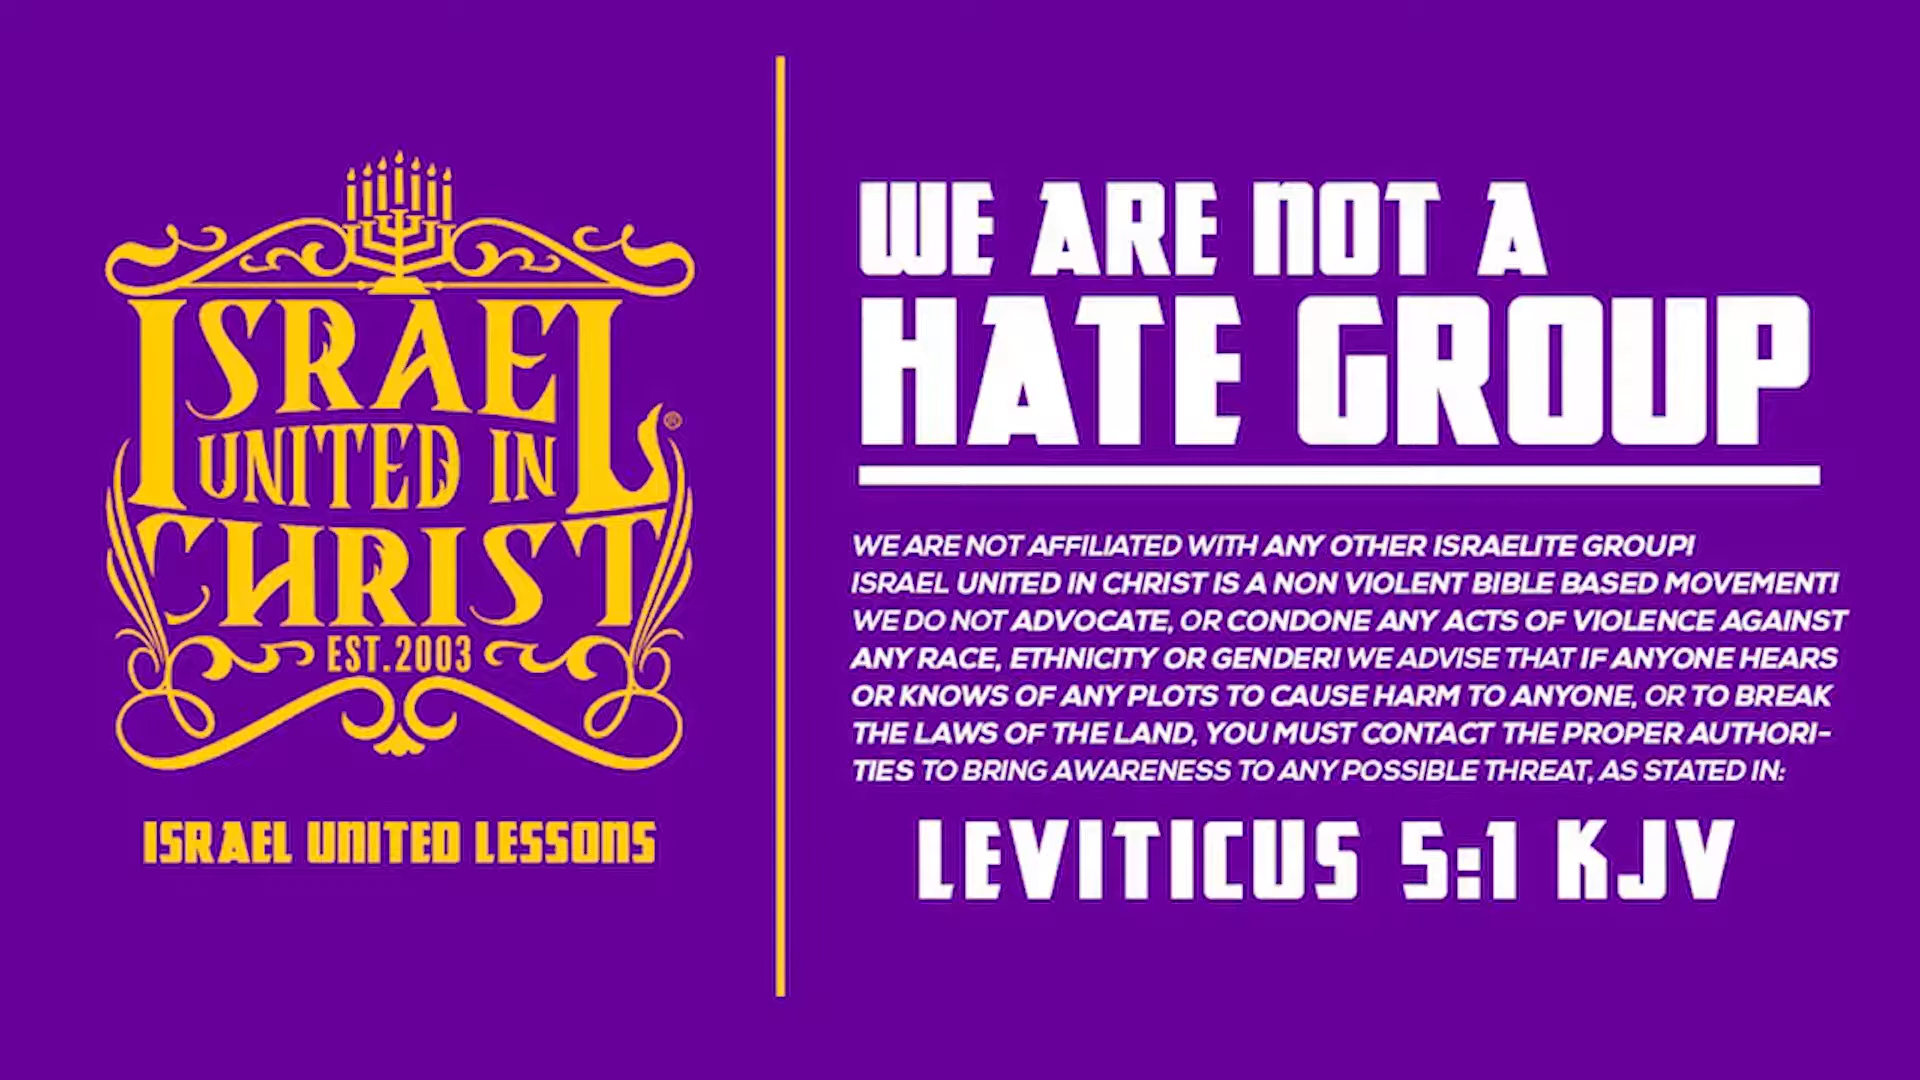 ISRAEL
UNITED IN
CHRIST®
EST.2003
ISRAEL UNITED LESSONS
WE ARE NOT A
HATE GROUP
WE ARE NOT AFFILIATED WITH ANY OTHER ISRAELITE GROUP!
ISRAEL UNITED IN CHRIST IS A NON VIOLENT BIBLE BASED MOVEMENT!
WE DO NOT ADVOCATE, OR CONDONE ANY ACTS OF VIOLENCE AGAINST
ANY RACE, ETHNICITY OR GENDER! WE ADVISE THAT IF ANYONE HEARS
OR KNOWS OF ANY PLOTS TO CAUSE HARM TO ANYONE, OR TO BREAK
THE LAWS OF THE LAND, YOU MUST CONTACT THE PROPER AUTHORI-
TIES TO BRING AWARENESS TO ANY POSSIBLE THREAT, AS STATED IN:
LEVITICUS 5:1 KJV